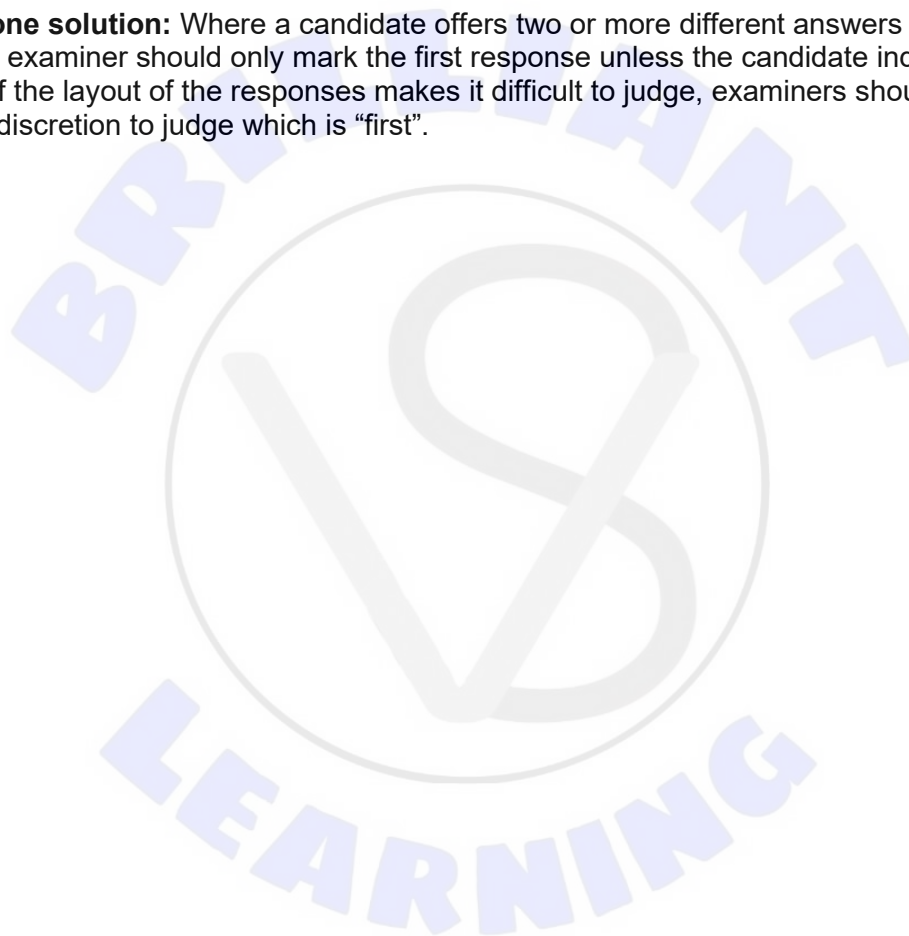 one solution: Where a candidate offers two or more different answers
examiner should only mark the first response unless the candidate
the layout of the responses makes it difficult to judge, examiners
discretion to judge which is “first”.
BRILLIANT
VS
LEARNING